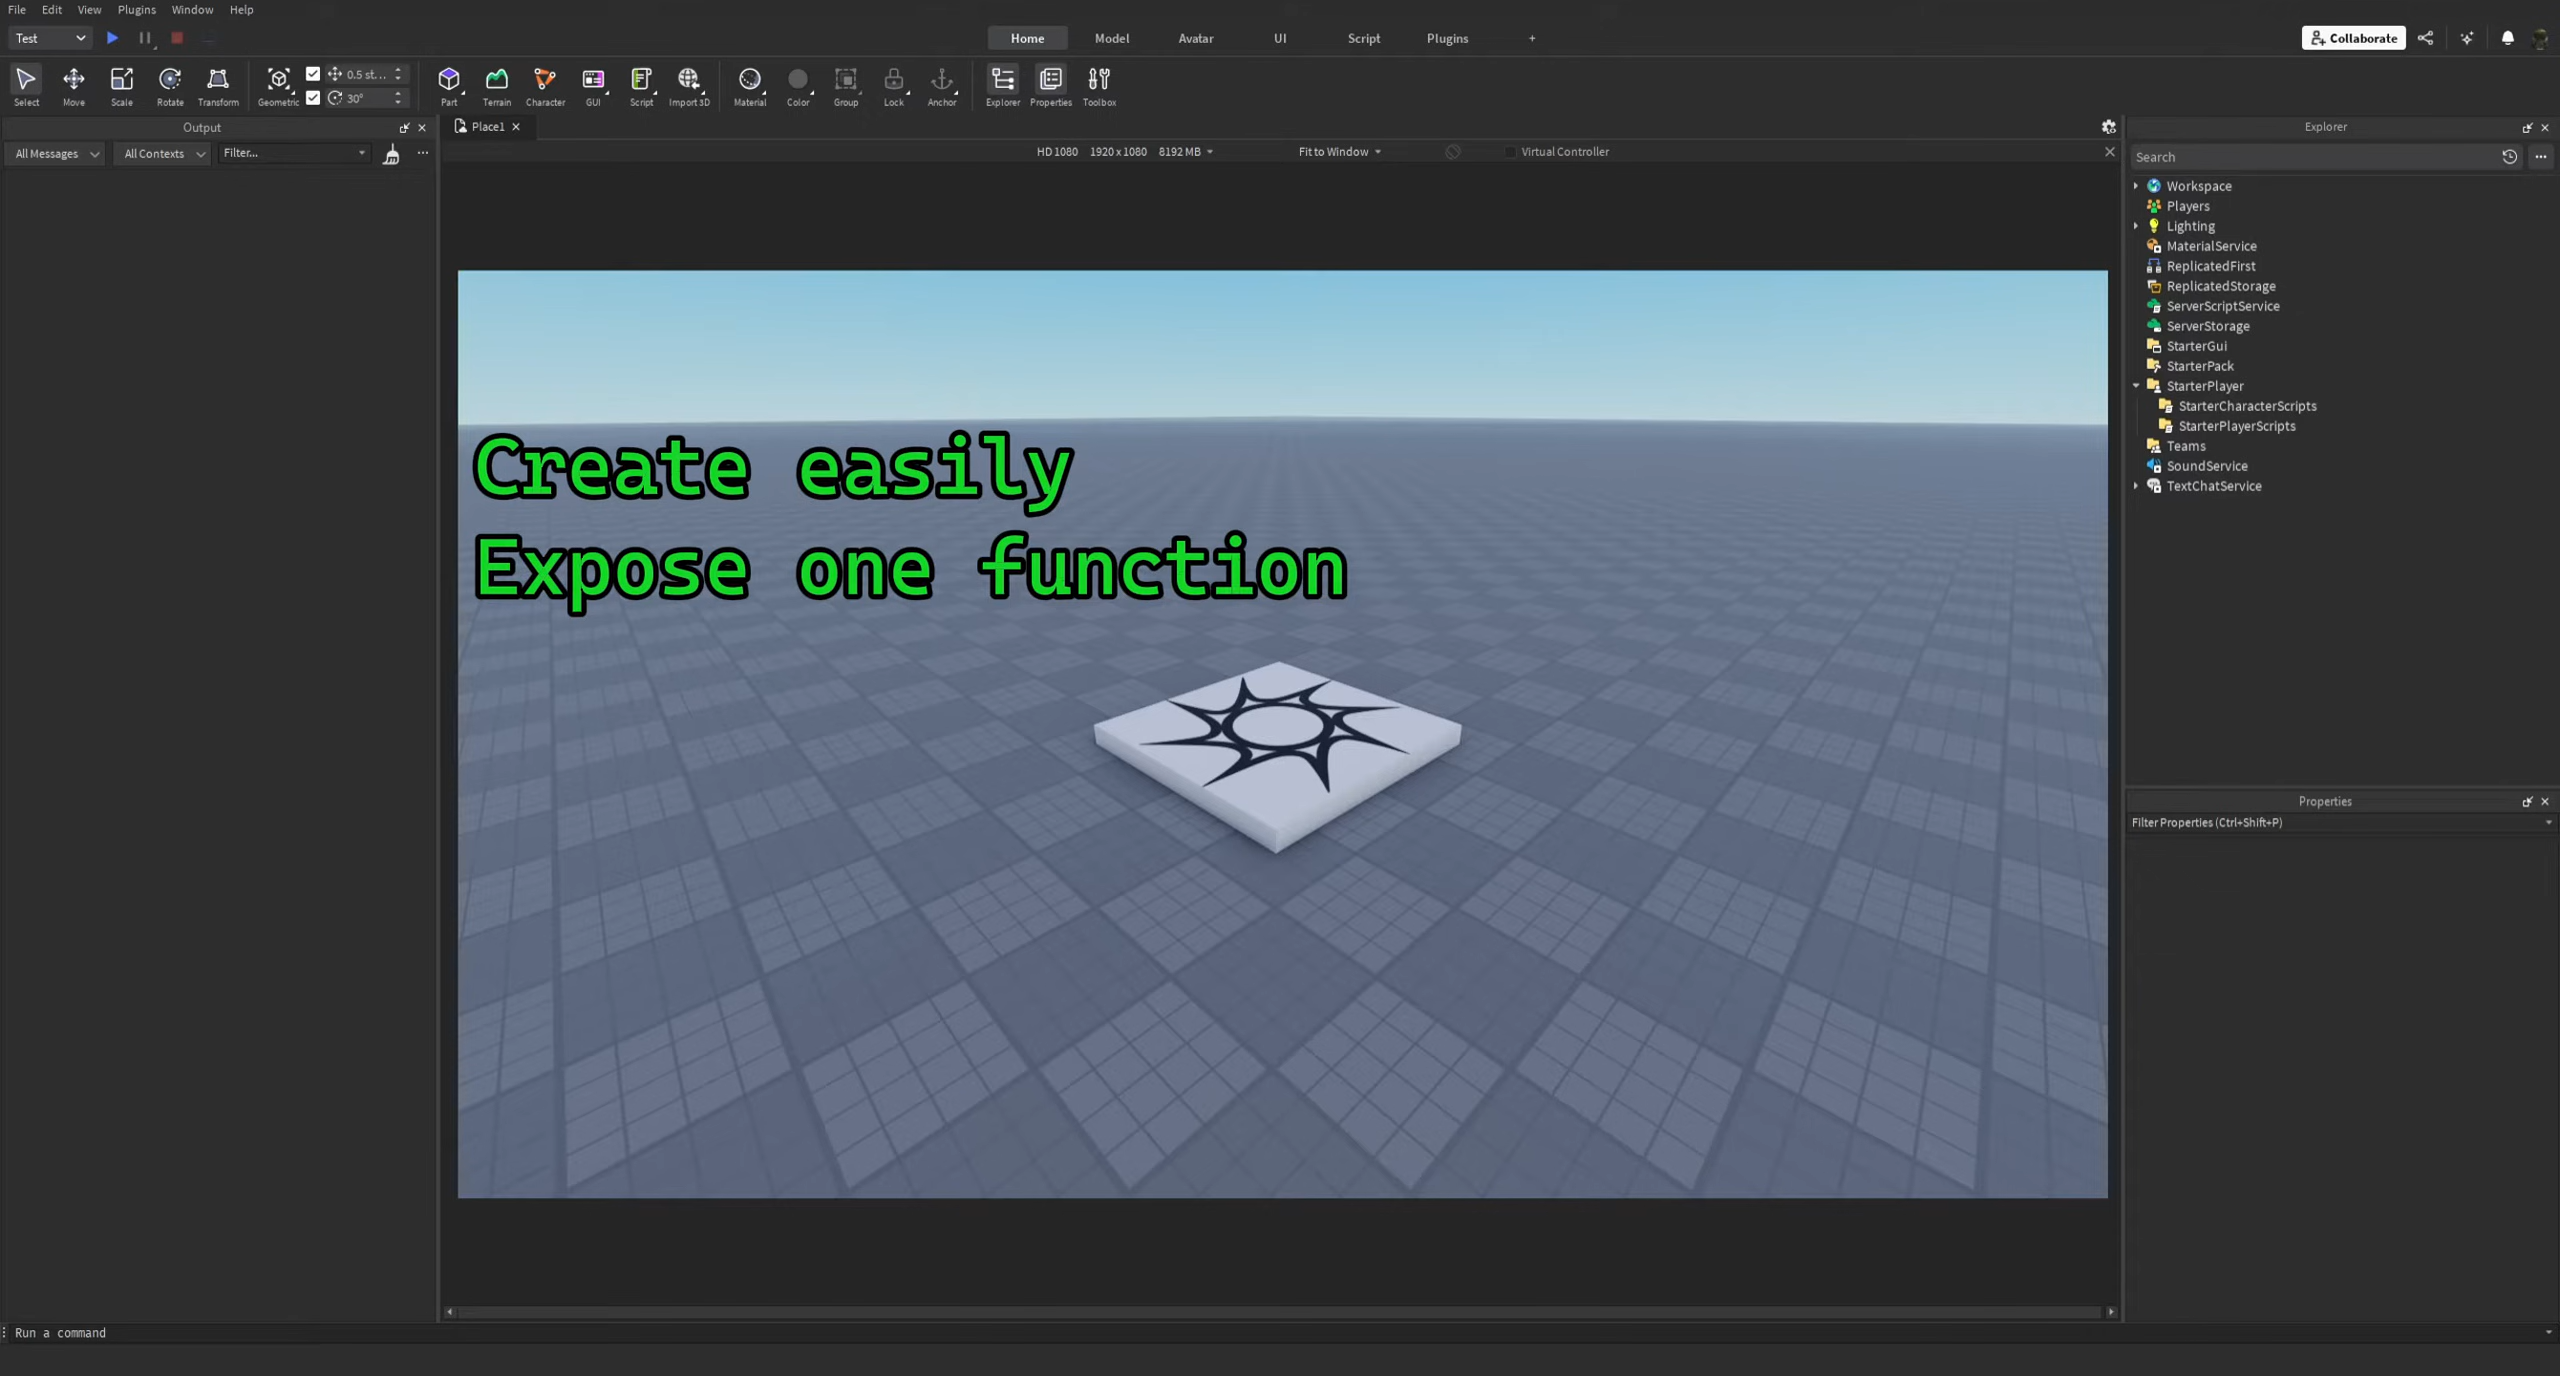 File Edit View Plugins Window Help
Test Home Model Avatar UI Script Plugins + Collaborate
Select Move Scale Rotate Transform Geometric 0.5 st... 30° Part Terrain Character GUI Script Import 3D Material Color Group Lock Anchor Explorer Properties Toolbox
Output
All Messages All Contexts Filter...
Place1
HD 1080 1920 x 1080 8192 MB Fit to Window Virtual Controller
Create easily
Expose one function
Explorer
Search
Workspace
Players
Lighting
MaterialService
ReplicatedFirst
ReplicatedStorage
ServerScriptService
ServerStorage
StarterGui
StarterPack
StarterPlayer
StarterCharacterScripts
StarterPlayerScripts
Teams
SoundService
TextChatService
Properties
Filter Properties (Ctrl+Shift+P)
Run a command